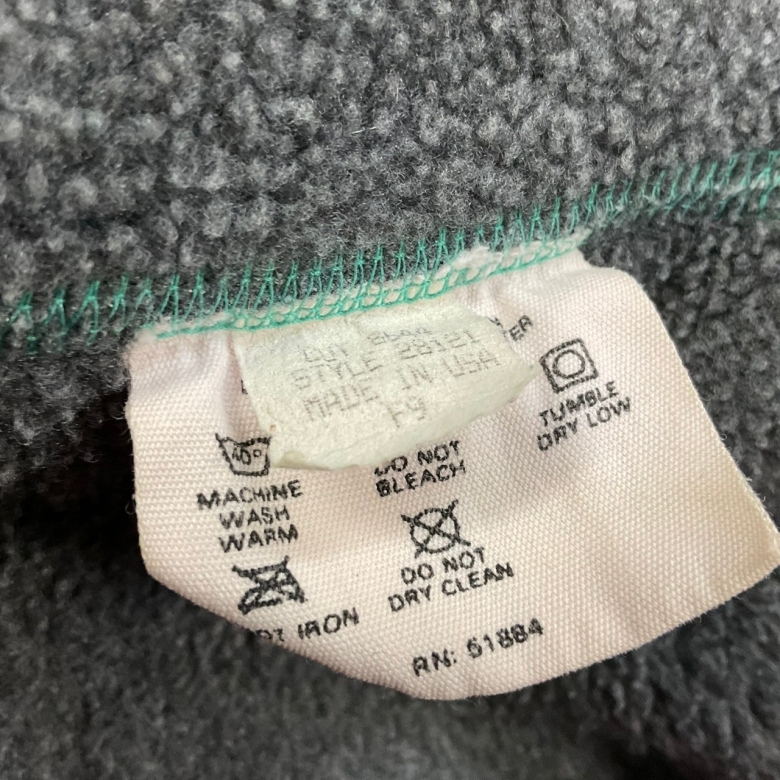 STYLE 28121
MADE IN USA
F9
40°
MACHINE
WASH
WARM
DO NOT
BLEACH
TUMBLE
DRY LOW
IRON
DO NOT
DRY CLEAN
RN: 51884